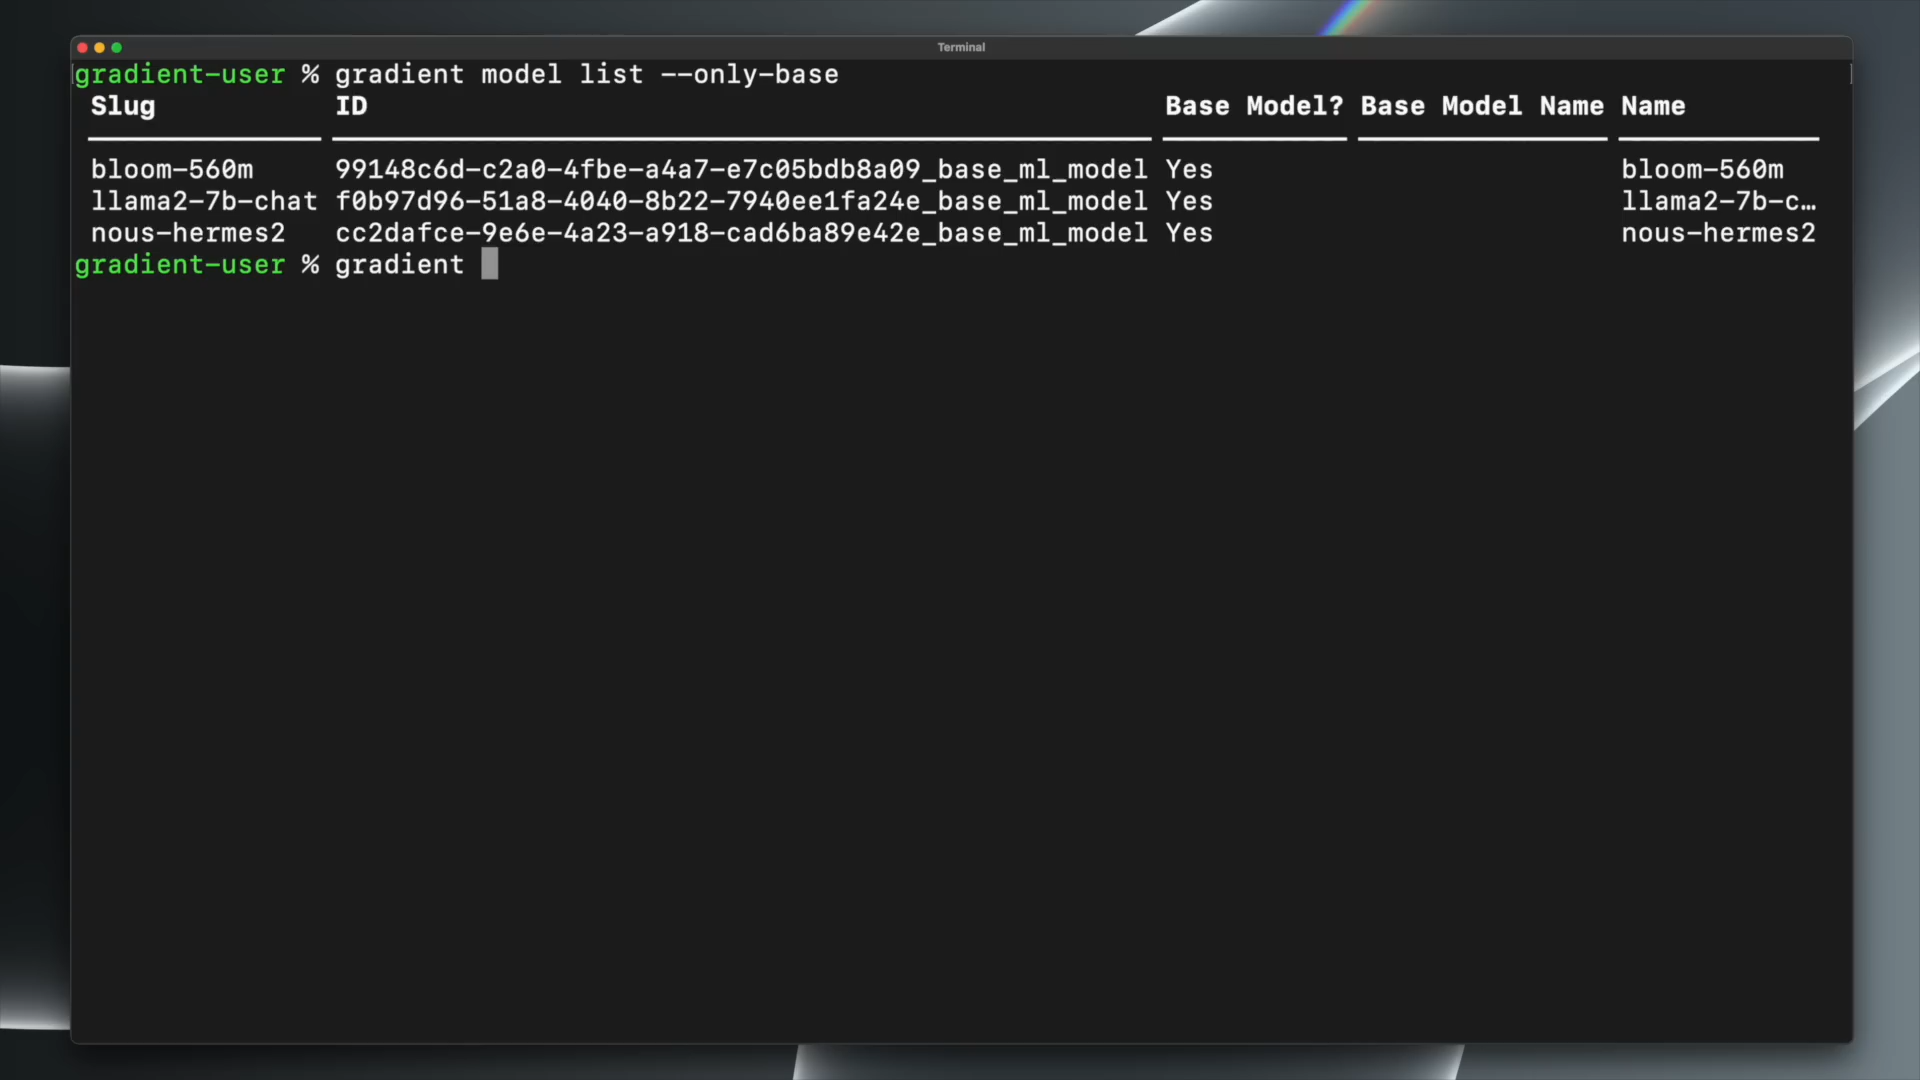 Terminal
gradient-user % gradient model list --only-base
Slug ID Base Model? Base Model Name Name
bloom-560m 99148c6d-c2a0-4fbe-a4a7-e7c05bdb8a09_base_ml_model Yes bloom-560m
llama2-7b-chat f0b97d96-51a8-4040-8b22-7940ee1fa24e_base_ml_model Yes llama2-7b-c…
nous-hermes2 cc2dafce-9e6e-4a23-a918-cad6ba89e42e_base_ml_model Yes nous-hermes2
gradient-user % gradient